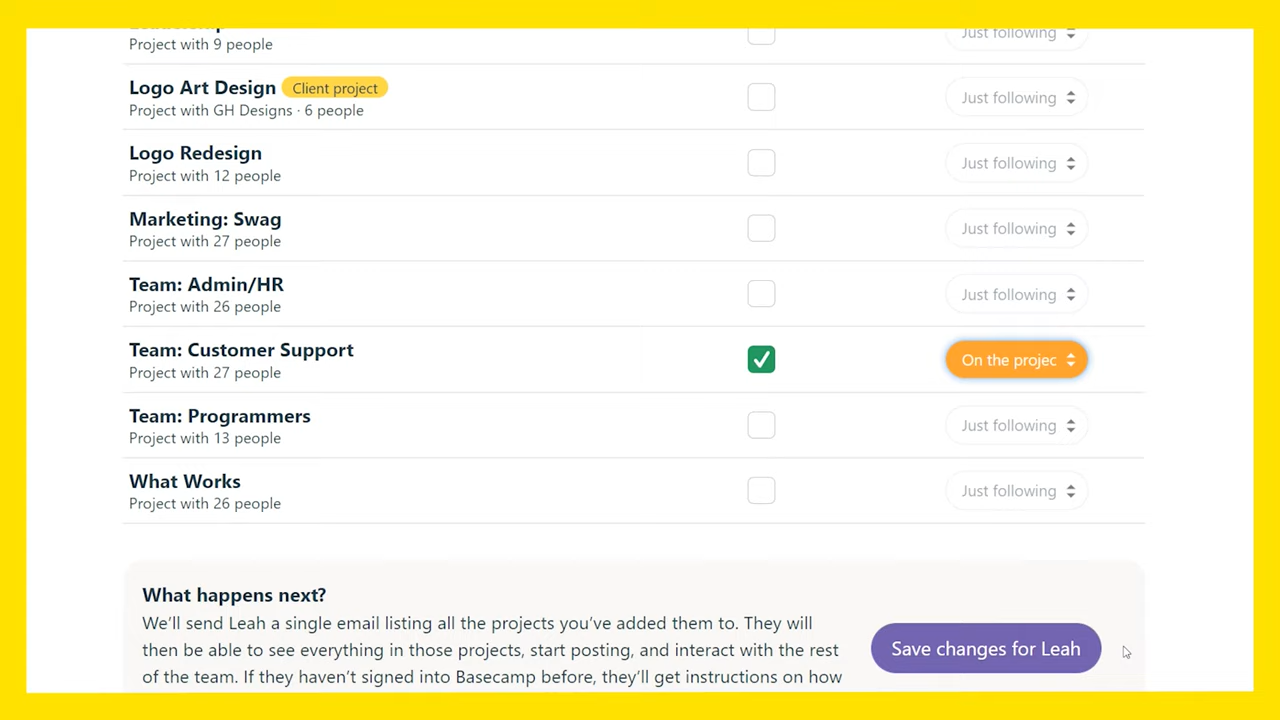 Project with 9 people
Just following
Logo Art Design Client project
Project with GH Designs · 6 people
Just following
Logo Redesign
Project with 12 people
Just following
Marketing: Swag
Project with 27 people
Just following
Team: Admin/HR
Project with 26 people
Just following
Team: Customer Support
Project with 27 people
On the projec
Team: Programmers
Project with 13 people
Just following
What Works
Project with 26 people
Just following
What happens next?
We’ll send Leah a single email listing all the projects you’ve added them to. They will
then be able to see everything in those projects, start posting, and interact with the rest
of the team. If they haven’t signed into Basecamp before, they’ll get instructions on how
Save changes for Leah